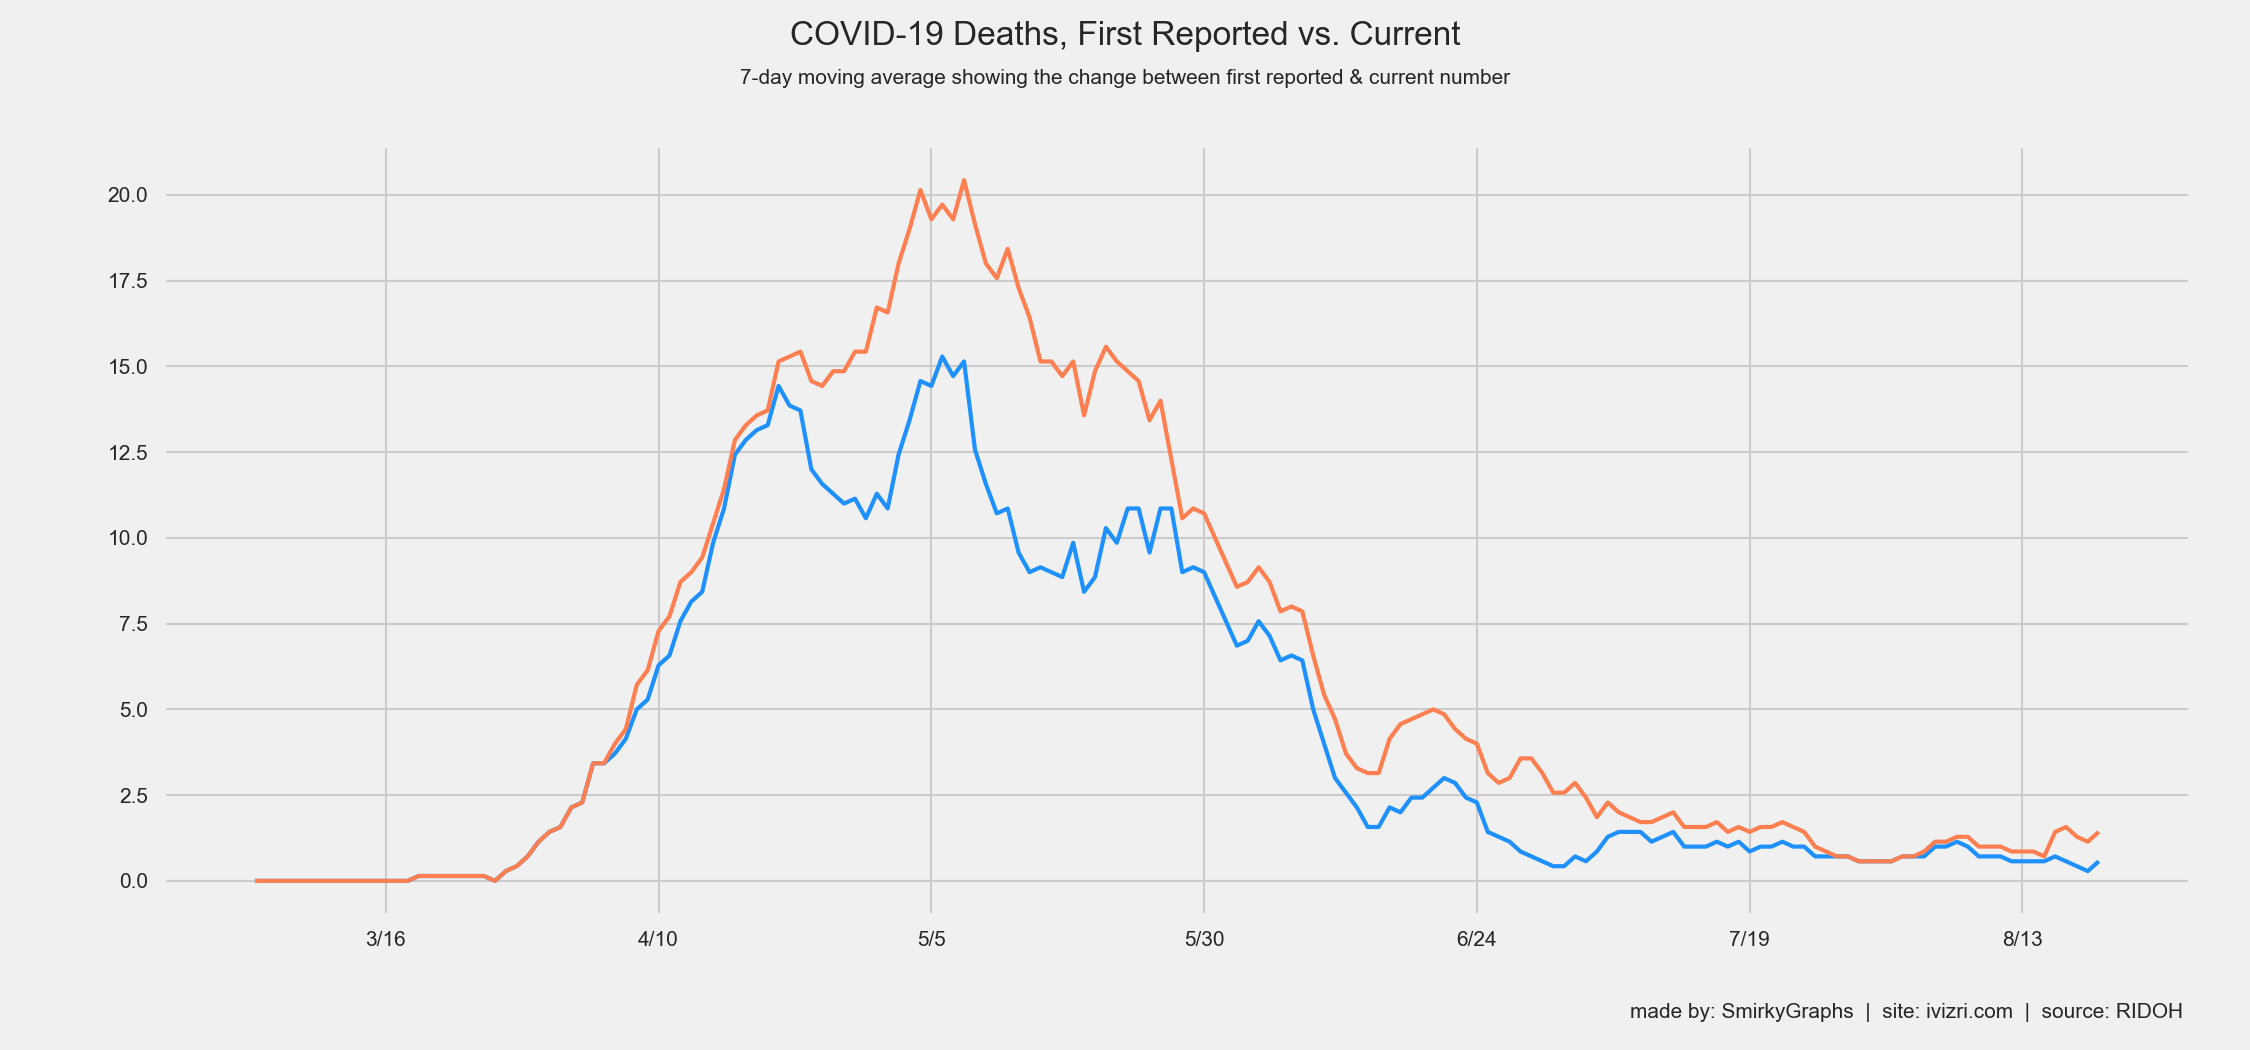 COVID-19 Deaths, First Reported vs. Current
7-day moving average showing the change between first reported & current number
20.0
17.5
15.0
12.5
10.0
7.5
5.0
2.5
0.0
3/16 4/10 5/5 5/30 6/24 7/19 8/13
made by: SmirkyGraphs | site: ivizri.com | source: RIDOH